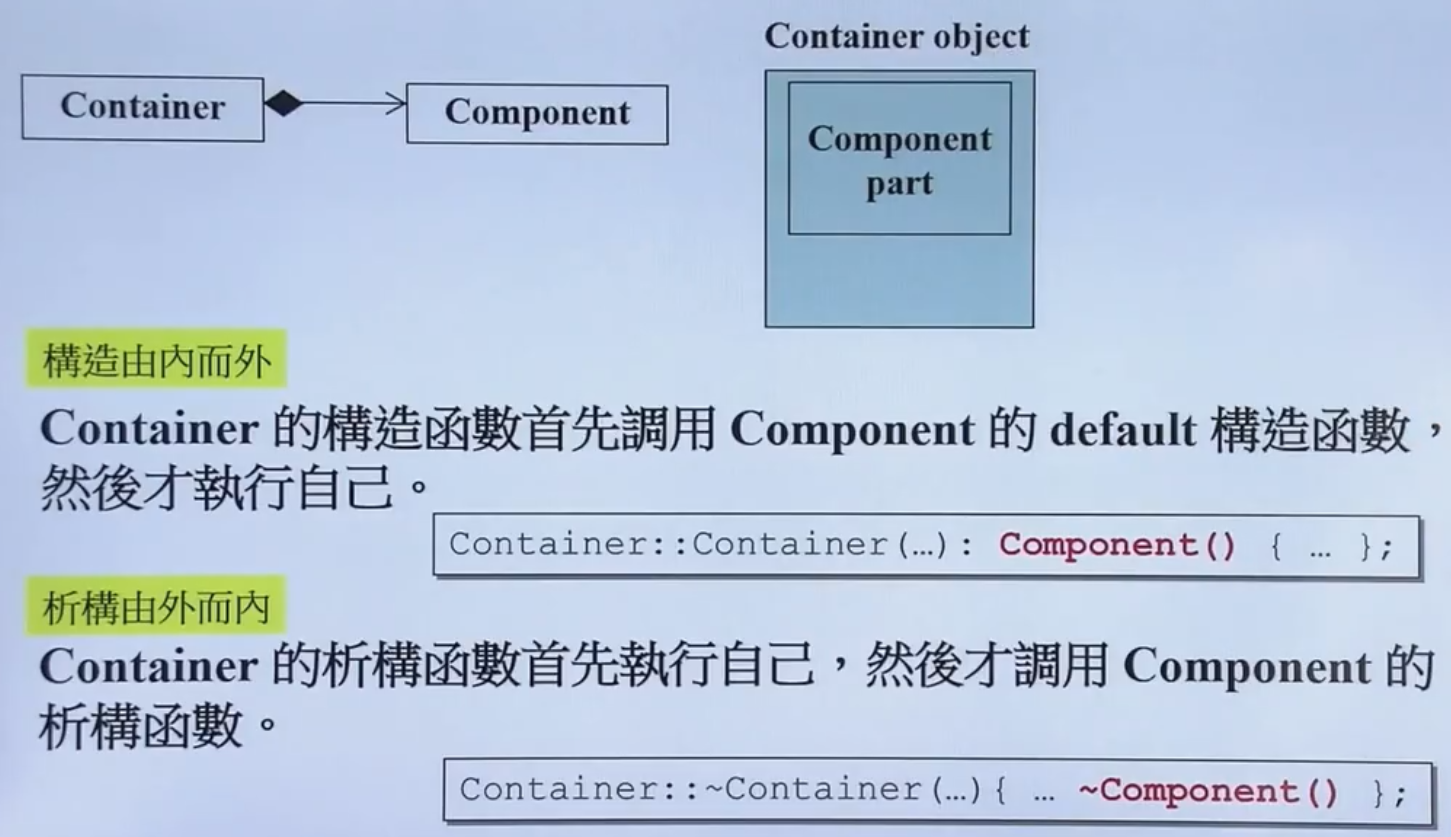 Container object
Container
Component
Component
part
構造由內而外
Container 的構造函數首先調用 Component 的 default 構造函數，
然後才執行自己。
Container::Container(…): Component() { … };
析構由外而內
Container 的析構函數首先執行自己，然後才調用 Component 的
析構函數。
Container::~Container(…){ … ~Component() };